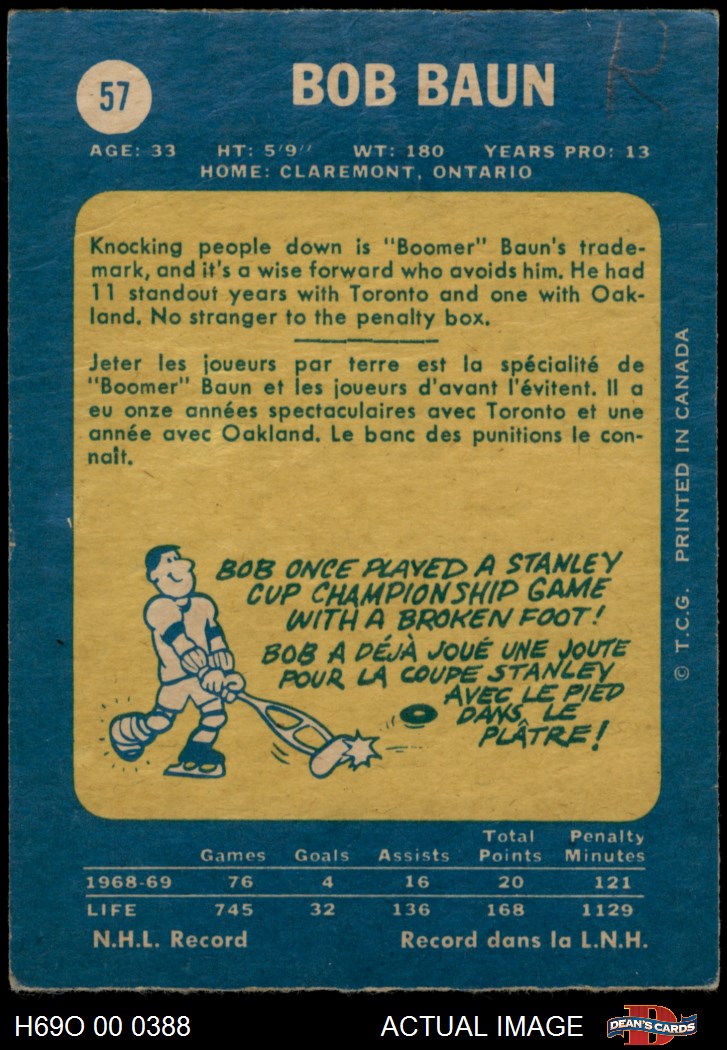 57
BOB BAUN
R
AGE: 33 HT: 5'9" WT: 180 YEARS PRO: 13
HOME: CLAREMONT, ONTARIO
Knocking people down is "Boomer" Baun's trade-
mark, and it's a wise forward who avoids him. He had
11 standout years with Toronto and one with Oak-
land. No stranger to the penalty box.
Jeter les joueurs par terre est la spécialité de
"Boomer" Baun et les joueurs d'avant l'évitent. Il a
eu onze années spectaculaires avec Toronto et une
année avec Oakland. Le banc des punitions le con-
naît.
BOB ONCE PLAYED A STANLEY
CUP CHAMPIONSHIP GAME
WITH A BROKEN FOOT!
BOB A DÉJÀ JOUÉ UNE JOUTE
POUR LA COUPE STANLEY
AVEC LE PIED
DANS LE
PLÂTRE!
© T.C.G. PRINTED IN CANADA
Games Goals Assists Total Points Penalty Minutes
1968-69 76 4 16 20 121
LIFE 745 32 136 168 1129
N.H.L. Record Record dans la L.N.H.
H69O 00 0388 ACTUAL IMAGE D DEAN'S CARDS